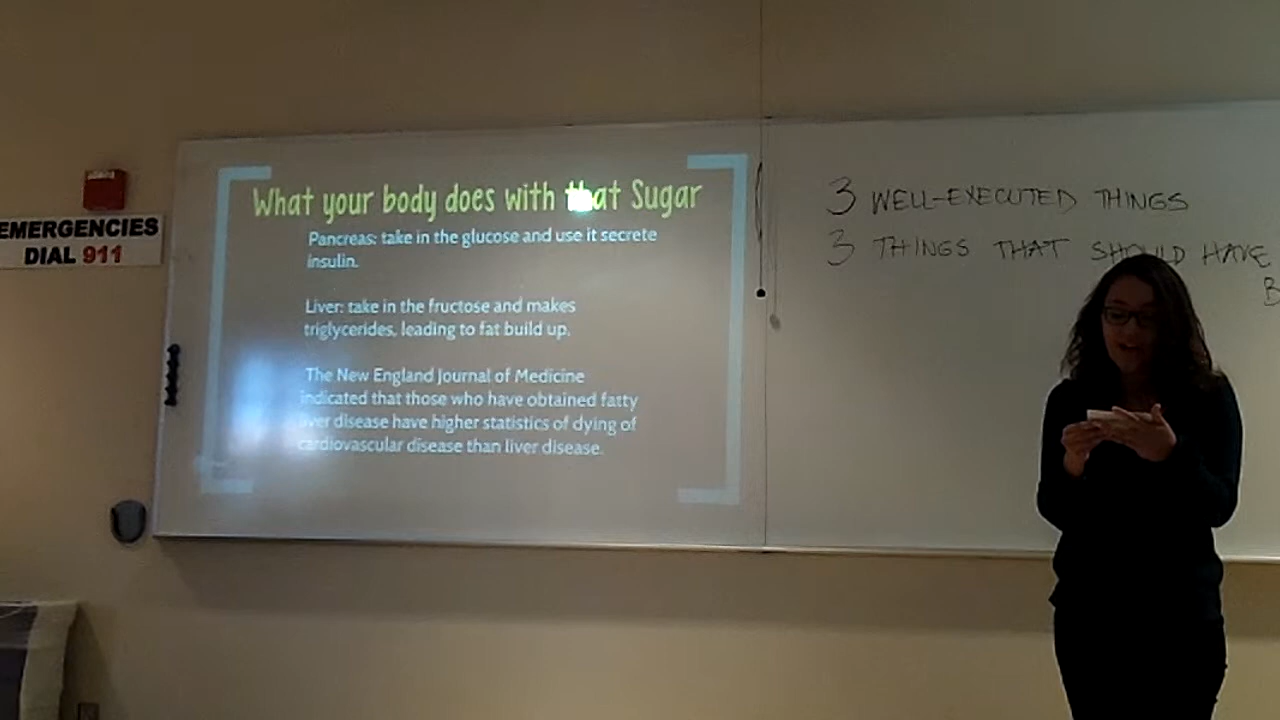 What your body does with that Sugar
Pancreas: take in the glucose and use it secrete
insulin.
Liver: take in the fructose and makes
triglycerides, leading to fat build up.
The New England Journal of Medicine
indicated that those who have obtained fatty
liver disease have higher statistics of dying of
cardiovascular disease than liver disease.
3 WELL-EXECUTED THINGS
3 THINGS THAT SHOULD HAVE
B
EMERGENCIES
DIAL 911